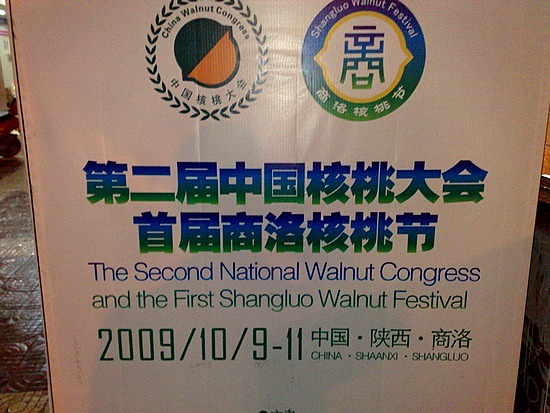 China Walnut Congress
中国核桃大会
Shangluo Walnut Festival
商洛核桃节
第二届中国核桃大会
首届商洛核桃节
The Second National Walnut Congress
and the First Shangluo Walnut Festival
2009/10/9-11 中国·陕西·商洛
CHINA · SHAANXI · SHANGLUO